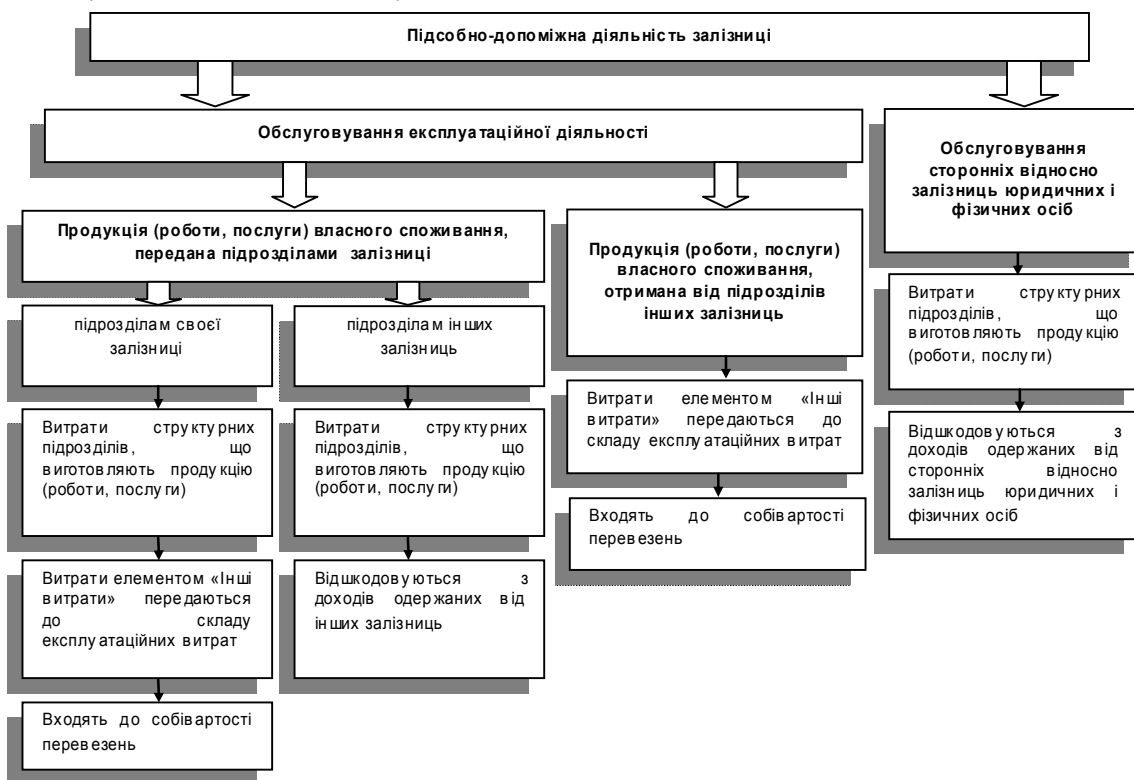 Підсобно-допоміжна діяльність залізниці
Обслуговування експлуатаційної діяльності
Обслуговування
сторонніх відносно
залізниць юридичних і
фізичних осіб
Продукція (роботи, послуги) власного споживання,
передана підрозділами залізниці
Продукція (роботи, послуги)
власного споживання,
отримана від підрозділів
інших залізниць
підрозділам своєї
залізниці
підрозділам інших
залізниць
Витрати структурних
підрозділів, що
виготовляють продукцію
(роботи, послуги)
Витрати елементом «Інші
витрати» передаються
до складу
експлуатаційних витрат
Входять до собівартості
перевезень
Витрати структурних
підрозділів, що
виготовляють продукцію
(роботи, послуги)
Відшкодовуються з
доходів одержаних від
інших залізниць
Витрати елементом «Інші
витрати» передаються до
складу експлуатаційних витрат
Входять до собівартості
перевезень
Витрати структурних
підрозділів, що
виготовляють продукцію
(роботи, послуги)
Відшкодовуються з
доходів одержаних від
сторонніх відносно
залізниць юридичних і
фізичних осіб